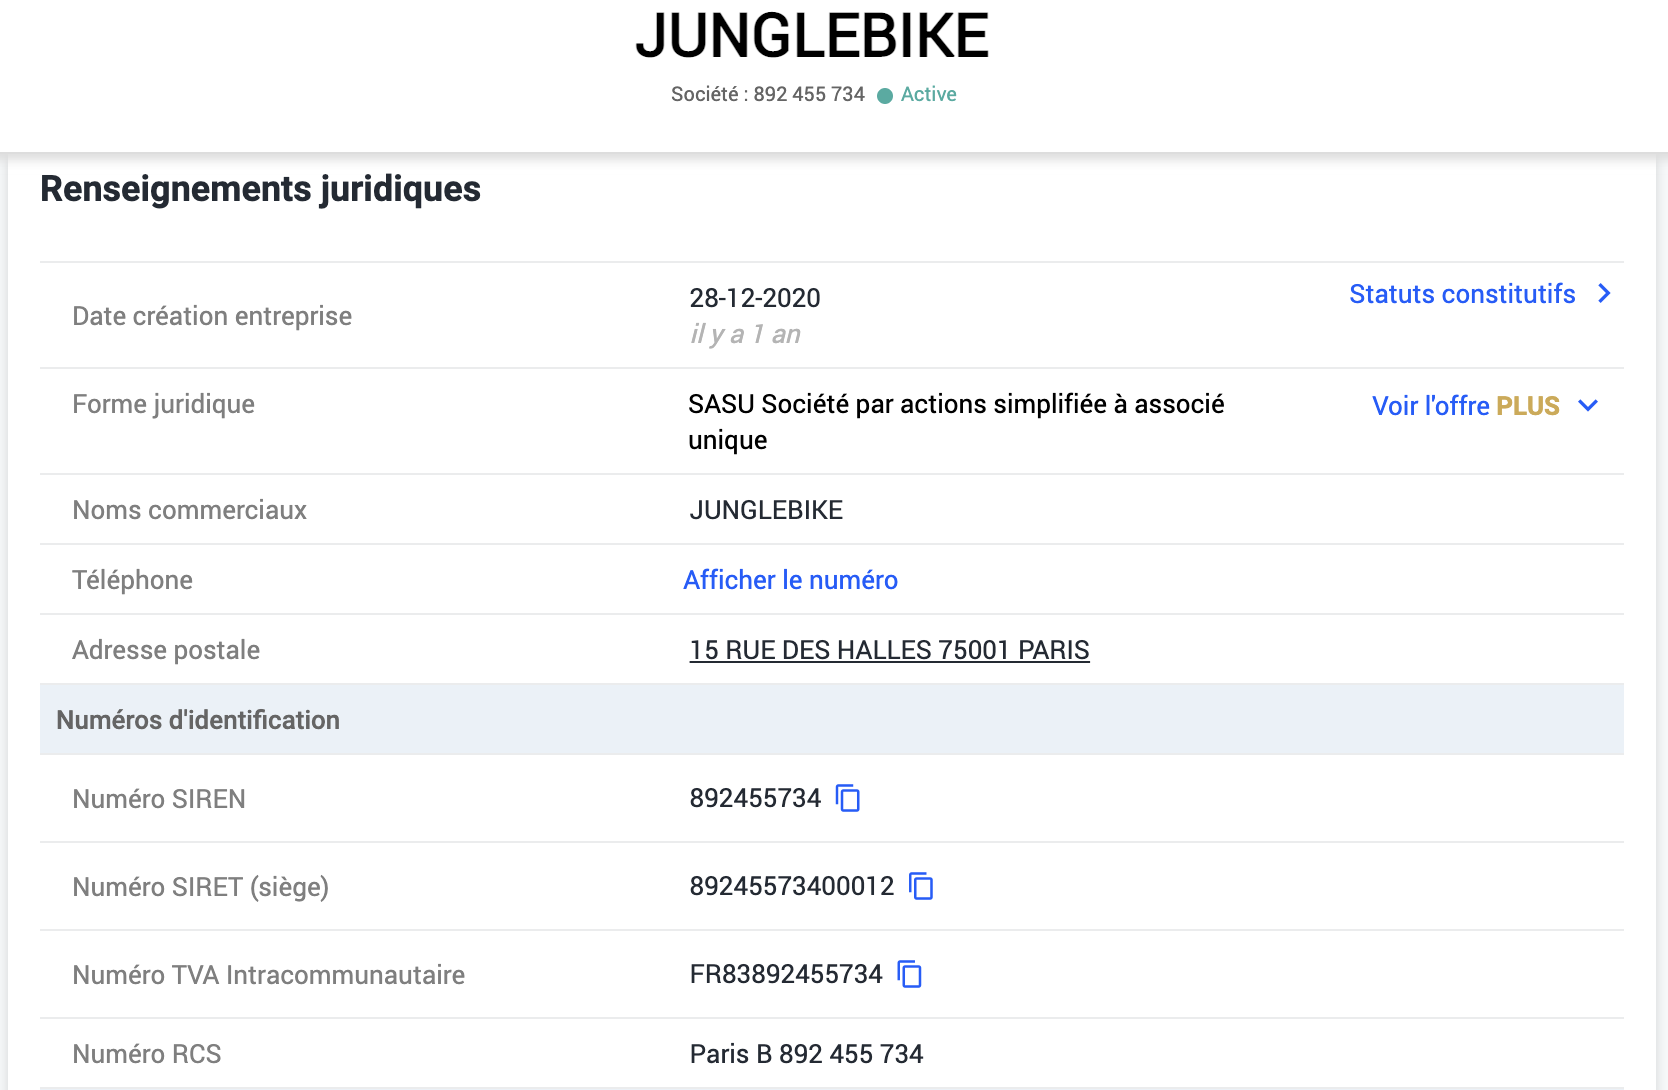 JUNGLEBIKE
Société : 892 455 734 Active
Renseignements juridiques
Date création entreprise
28-12-2020
il y a 1 an
Statuts constitutifs
Forme juridique
SASU Société par actions simplifiée à associé
unique
Voir l'offre PLUS
Noms commerciaux
JUNGLEBIKE
Téléphone
Afficher le numéro
Adresse postale
15 RUE DES HALLES 75001 PARIS
Numéros d'identification
Numéro SIREN
892455734
Numéro SIRET (siège)
89245573400012
Numéro TVA Intracommunautaire
FR83892455734
Numéro RCS
Paris B 892 455 734